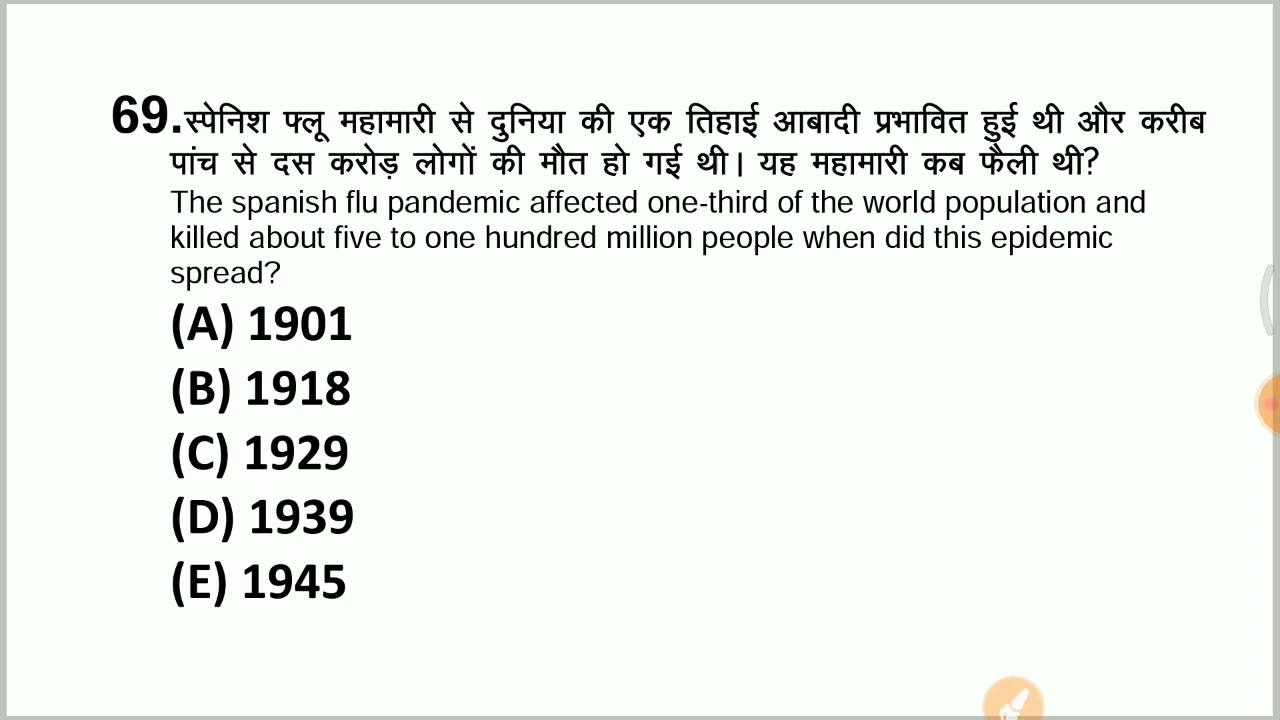 69.स्पेनिश फ्लू महामारी से दुनिया की एक तिहाई आबादी प्रभावित हुई थी और करीब
पांच से दस करोड़ लोगों की मौत हो गई थी। यह महामारी कब फैली थी?
The spanish flu pandemic affected one-third of the world population and
killed about five to one hundred million people when did this epidemic
spread?
(A) 1901
(B) 1918
(C) 1929
(D) 1939
(E) 1945